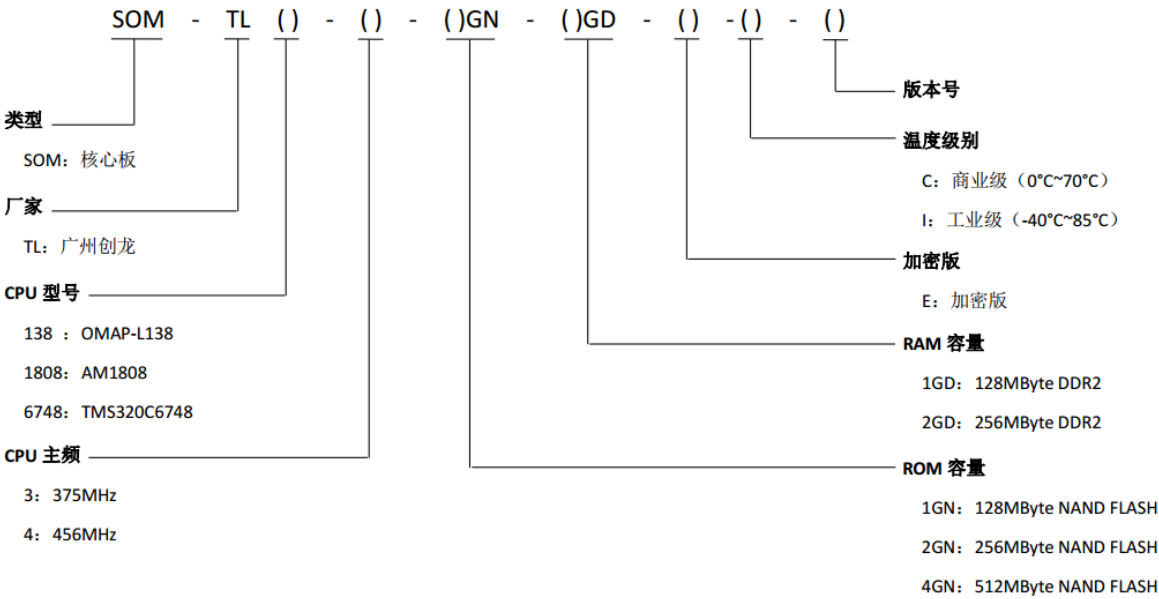 SOM - TL ( ) - ( ) - ( )GN - ( )GD - ( ) - ( ) - ( )
类型
SOM：核心板
厂家
TL：广州创龙
CPU 型号
138 ：OMAP-L138
1808：AM1808
6748：TMS320C6748
CPU 主频
3：375MHz
4：456MHz
版本号
温度级别
C：商业级（0°C~70°C）
I：工业级（-40°C~85°C）
加密版
E：加密版
RAM 容量
1GD：128MByte DDR2
2GD：256MByte DDR2
ROM 容量
1GN：128MByte NAND FLASH
2GN：256MByte NAND FLASH
4GN：512MByte NAND FLASH